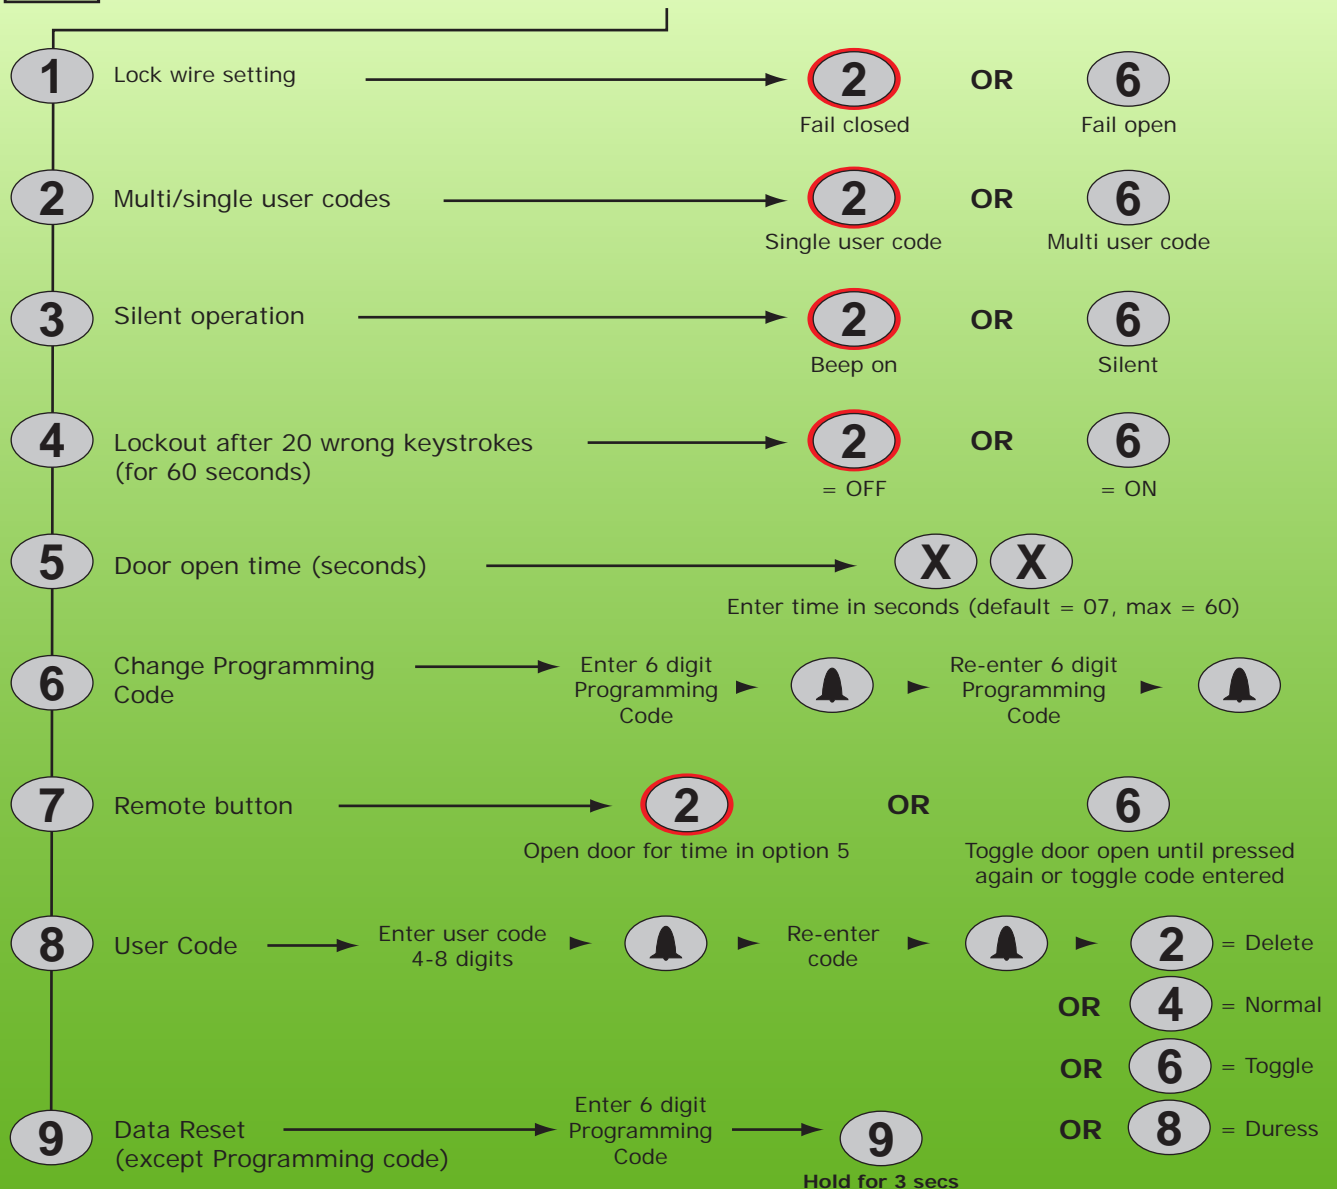 1 Lock wire setting 2 OR 6
Fail closed Fail open
2 Multi/single user codes 2 OR 6
Single user code Multi user code
3 Silent operation 2 OR 6
Beep on Silent
4 Lockout after 20 wrong keystrokes 2 OR 6
(for 60 seconds) = OFF = ON
5 Door open time (seconds) X X
Enter time in seconds (default = 07, max = 60)
6 Change Programming
Code
Enter 6 digit
Programming
Code
Re-enter 6 digit
Programming
Code
7 Remote button 2 OR 6
Open door for time in option 5
Toggle door open until pressed
again or toggle code entered
8 User Code
Enter user code
4-8 digits
Re-enter
code
2 = Delete
OR 4 = Normal
OR 6 = Toggle
OR 8 = Duress
9 Data Reset
(except Programming code)
Enter 6 digit
Programming
Code
9
Hold for 3 secs